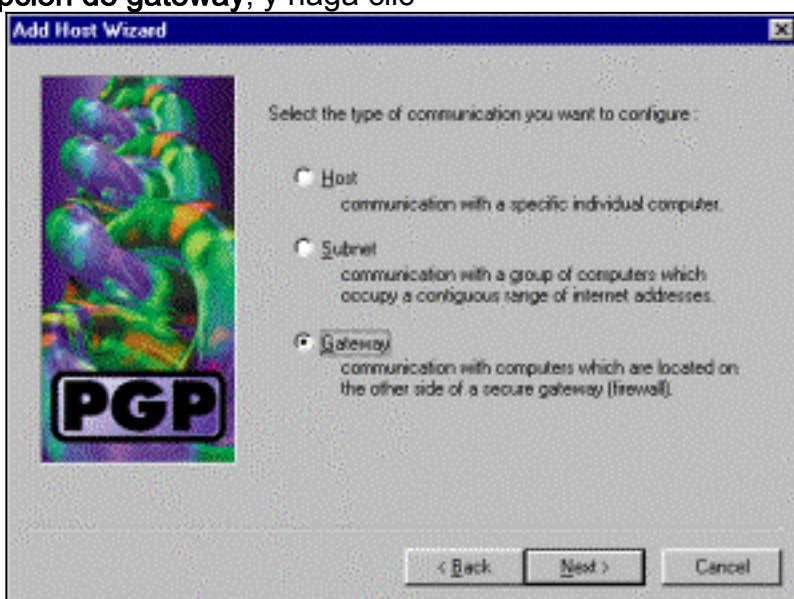 pción de gateway, y haga clic
Add Host Wizard
Select the type of communication you want to configure :
Host
communication with a specific individual computer.
Subnet
communication with a group of computers which
occupy a contiguous range of internet addresses.
Gateway
communication with computers which are located on
the other side of a secure gateway (firewall).
PGP
< Back Next > Cancel